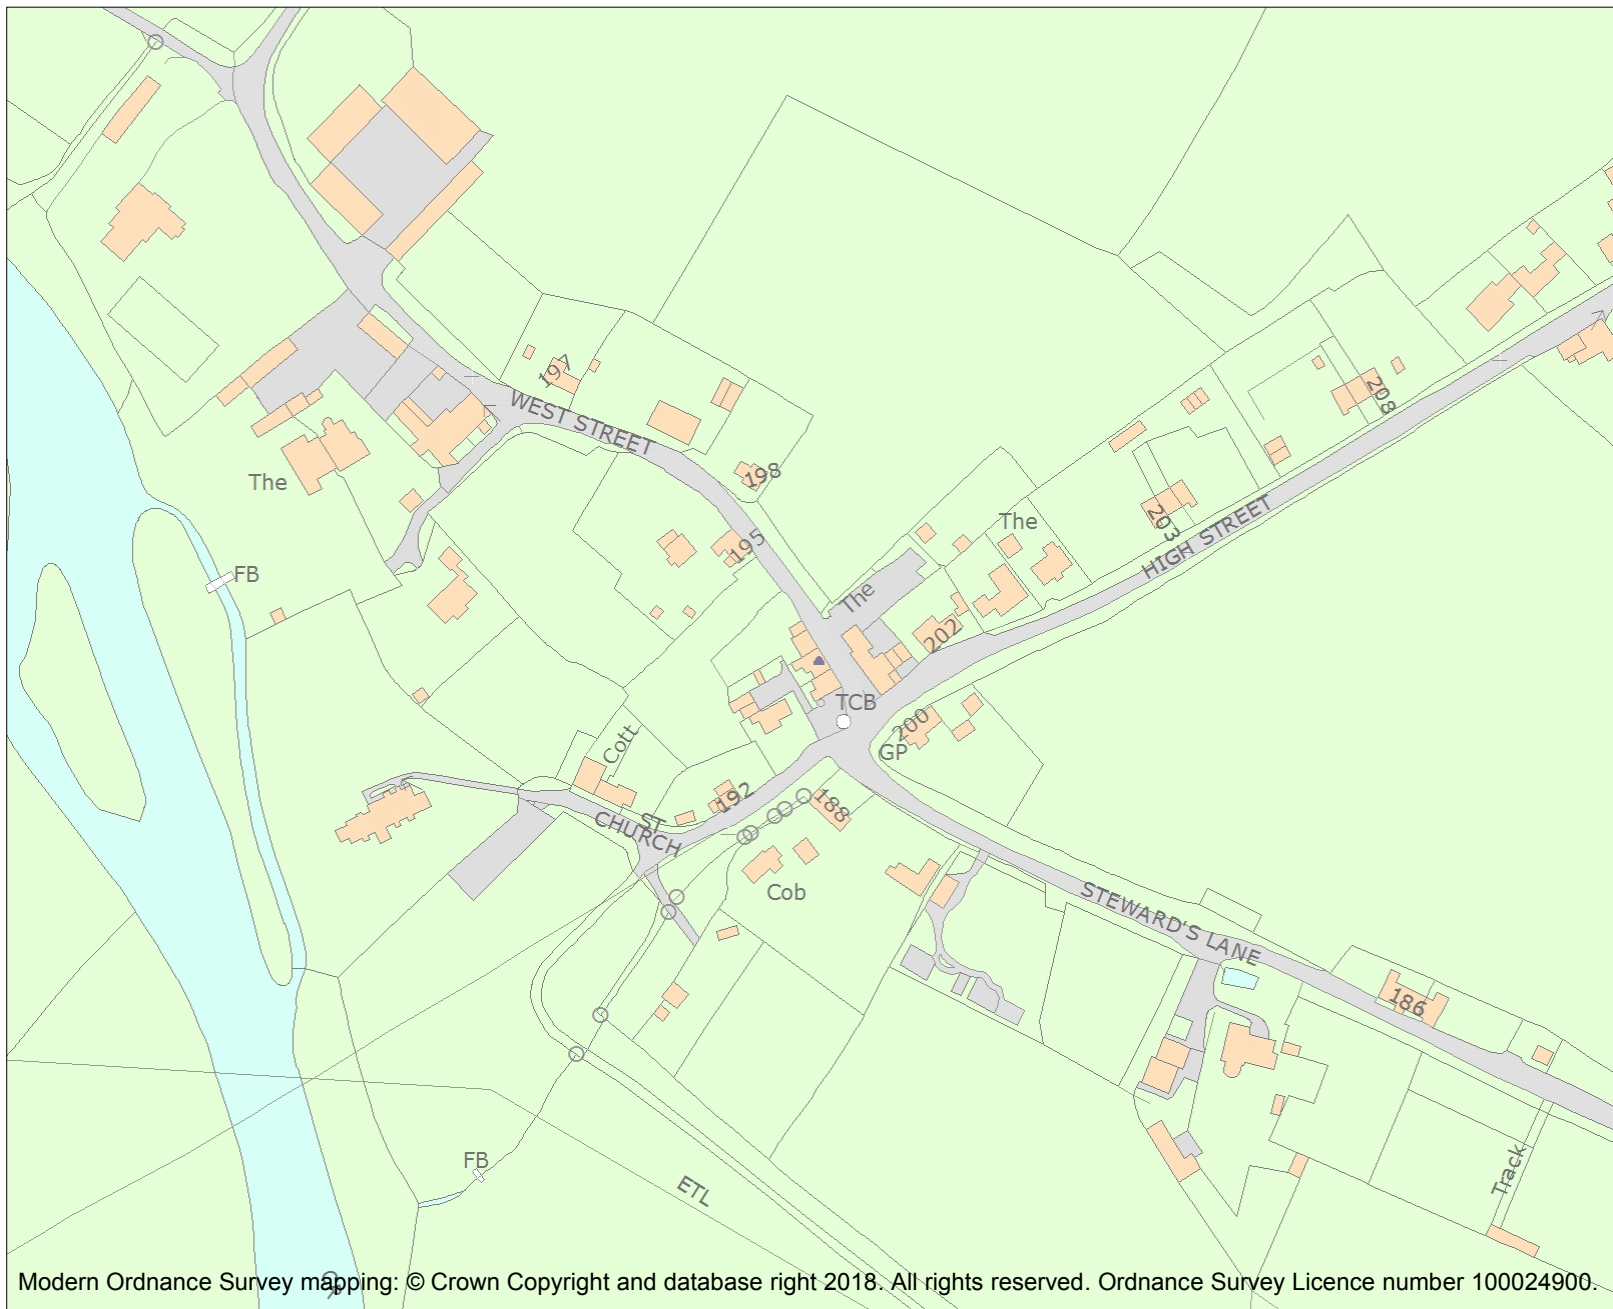 197
WEST STREET
208
198
The
The
203
HIGH STREET
195
FB
The
202
TCB
200
GP
Cott
192
188
ST
CHURCH
Cob
STEWARD'S LANE
186
FB
ETL
Track
Modern Ordnance Survey mapping: © Crown Copyright and database right 2018. All rights reserved. Ordnance Survey Licence number 100024900.